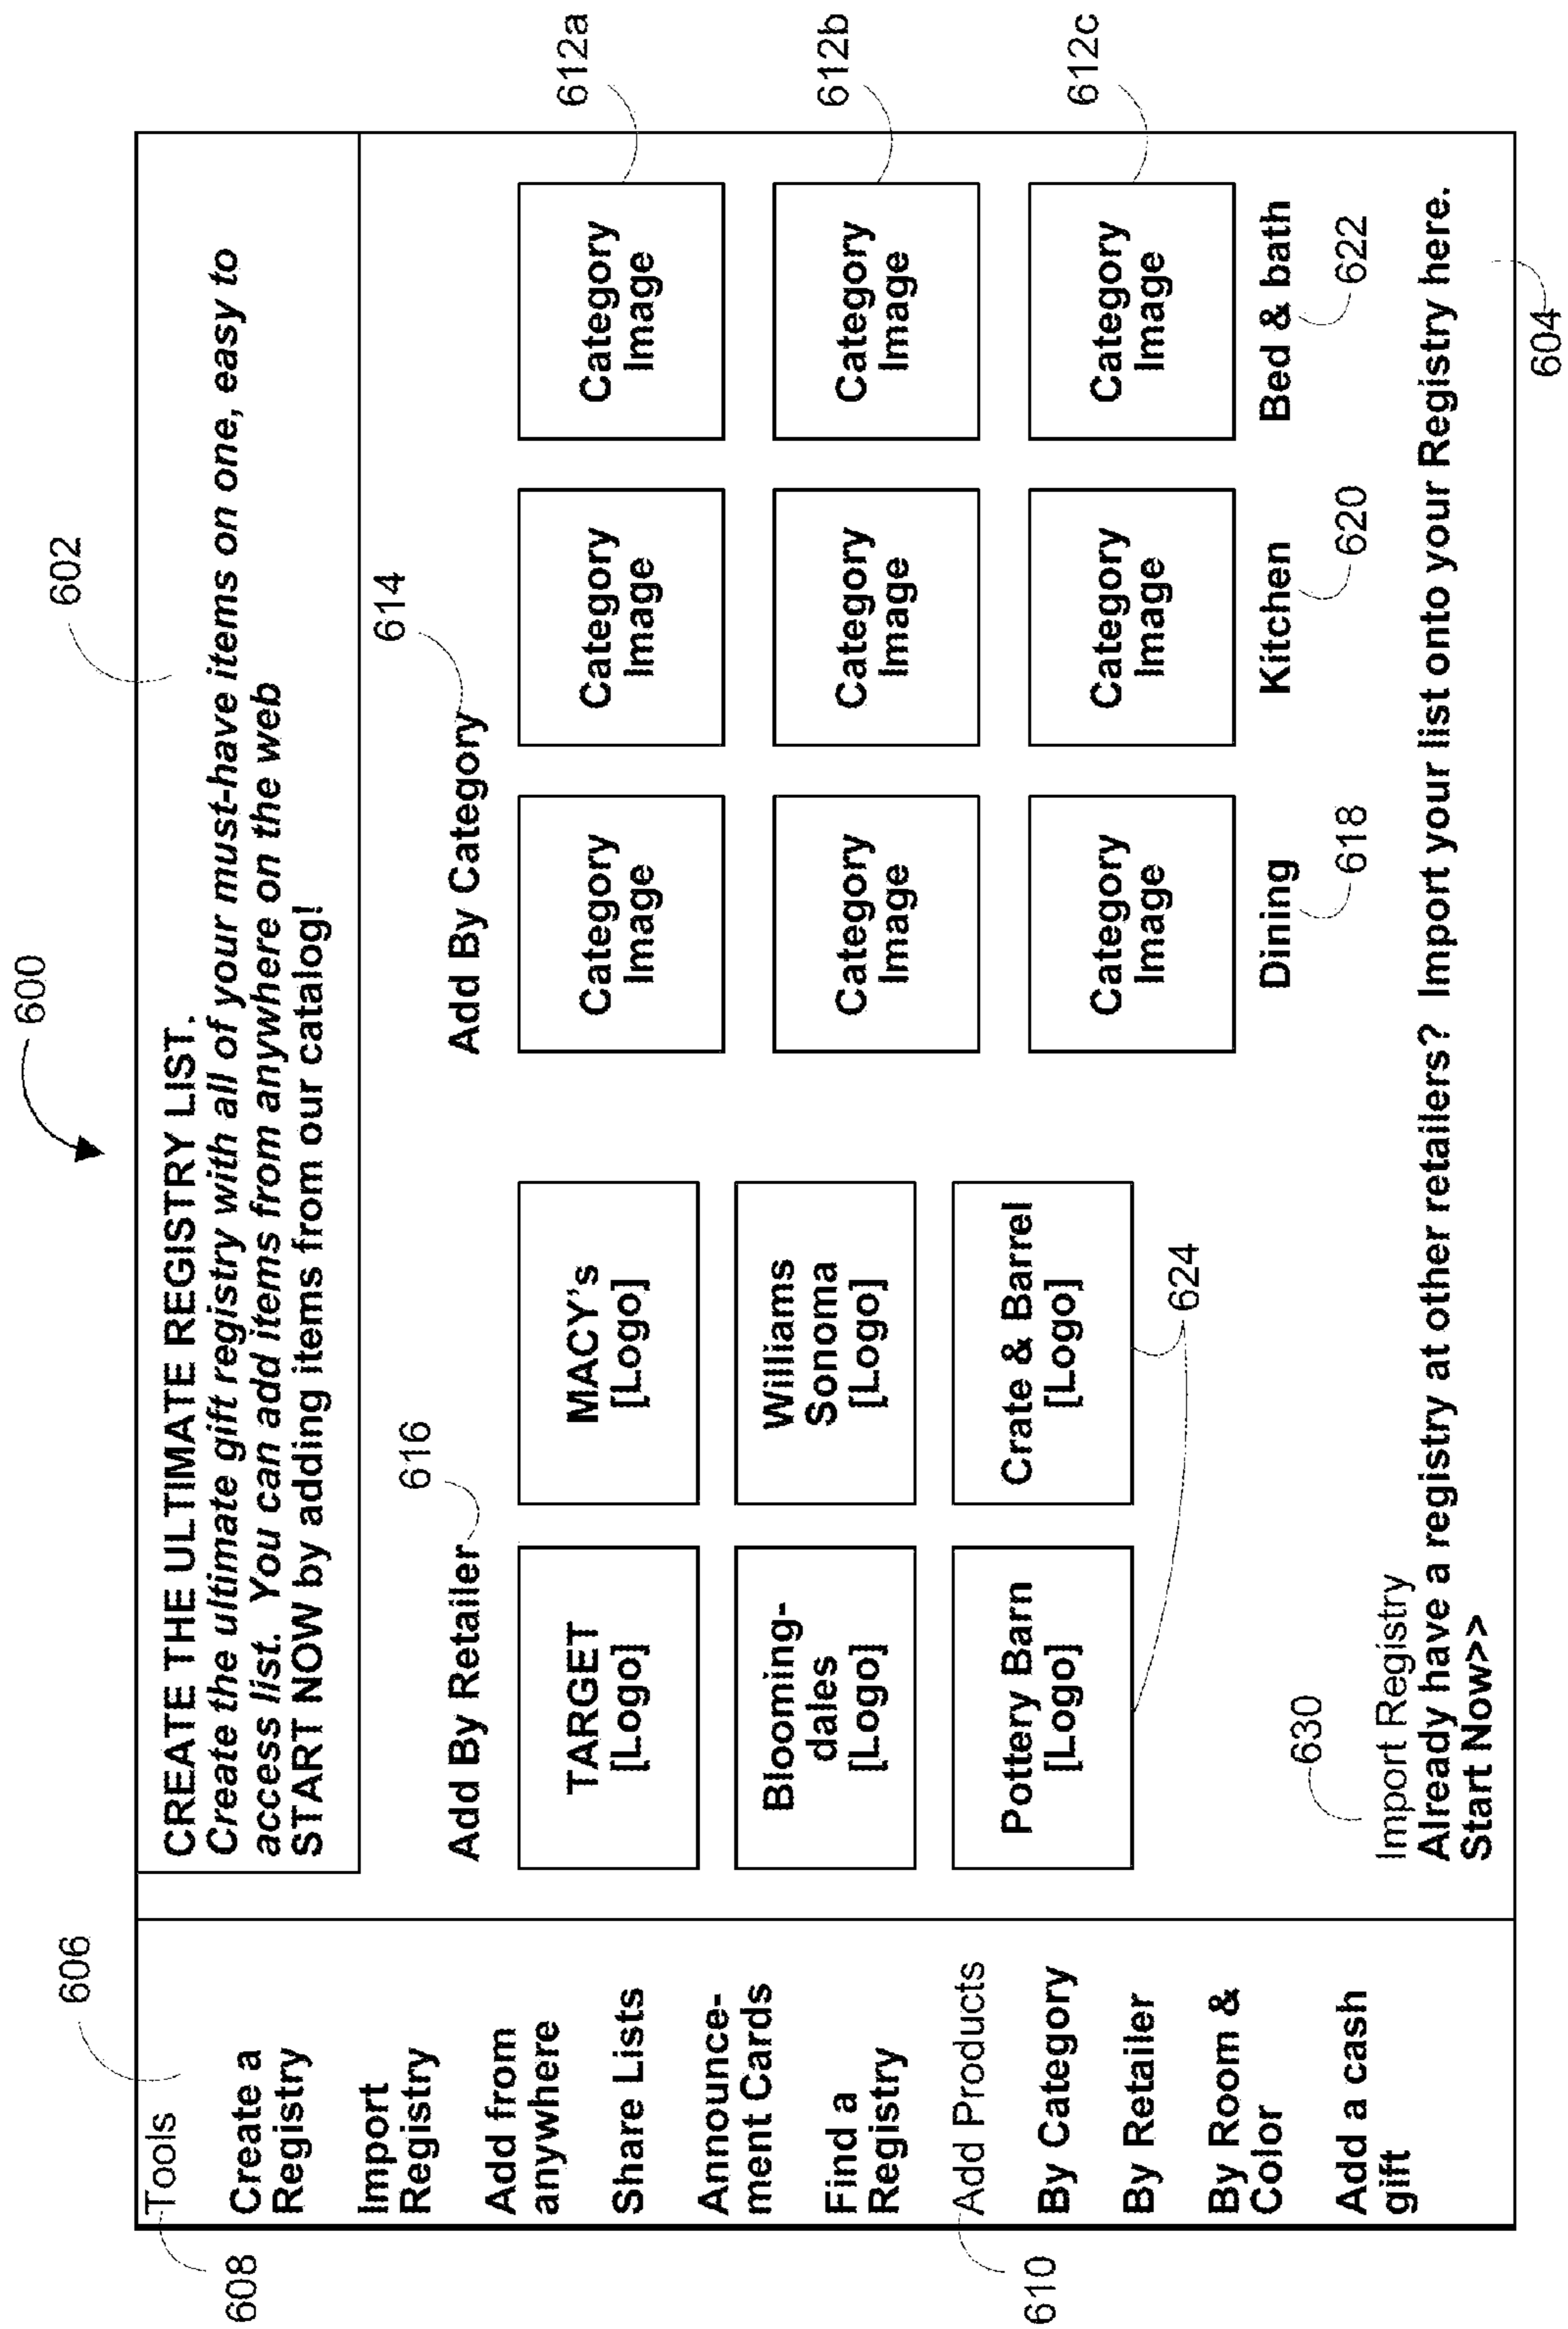 600
602
606
608
Tools
Create a
Registry
Import
Registry
Add from
anywhere
Share Lists
Announce-
ment Cards
Find a
Registry
610
Add Products
By Category
By Retailer
By Room &
Color
Add a cash
gift
CREATE THE ULTIMATE REGISTRY LIST.
Create the ultimate gift registry with all of your must-have items on one, easy to
access list.  You can add items from anywhere on the web
START NOW by adding items from our catalog!
616
Add By Retailer
TARGET
[Logo]
MACY's
[Logo]
Blooming-
dales
[Logo]
Williams
Sonoma
[Logo]
Pottery Barn
[Logo]
Crate & Barrel
[Logo]
624
614
Add By Category
Category
Image
Category
Image
Category
Image
612a
Category
Image
Category
Image
Category
Image
612b
Category
Image
Category
Image
Category
Image
612c
Dining
Kitchen
Bed & bath
618
620
622
630
Import Registry
Already have a registry at other retailers?  Import your list onto your Registry here.
Start Now>>
604